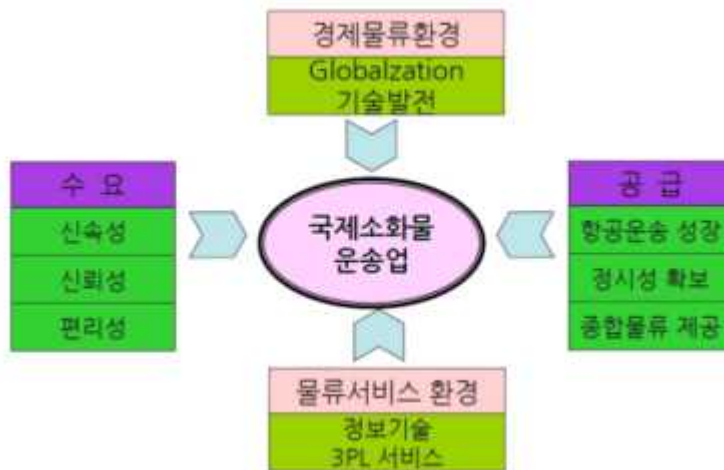 경제물류환경
Globalzation
기술발전
수 요
신속성
신뢰성
편리성
국제소화물
운송업
공 급
항공운송 성장
정시성 확보
종합물류 제공
물류서비스 환경
정보기술
3PL 서비스